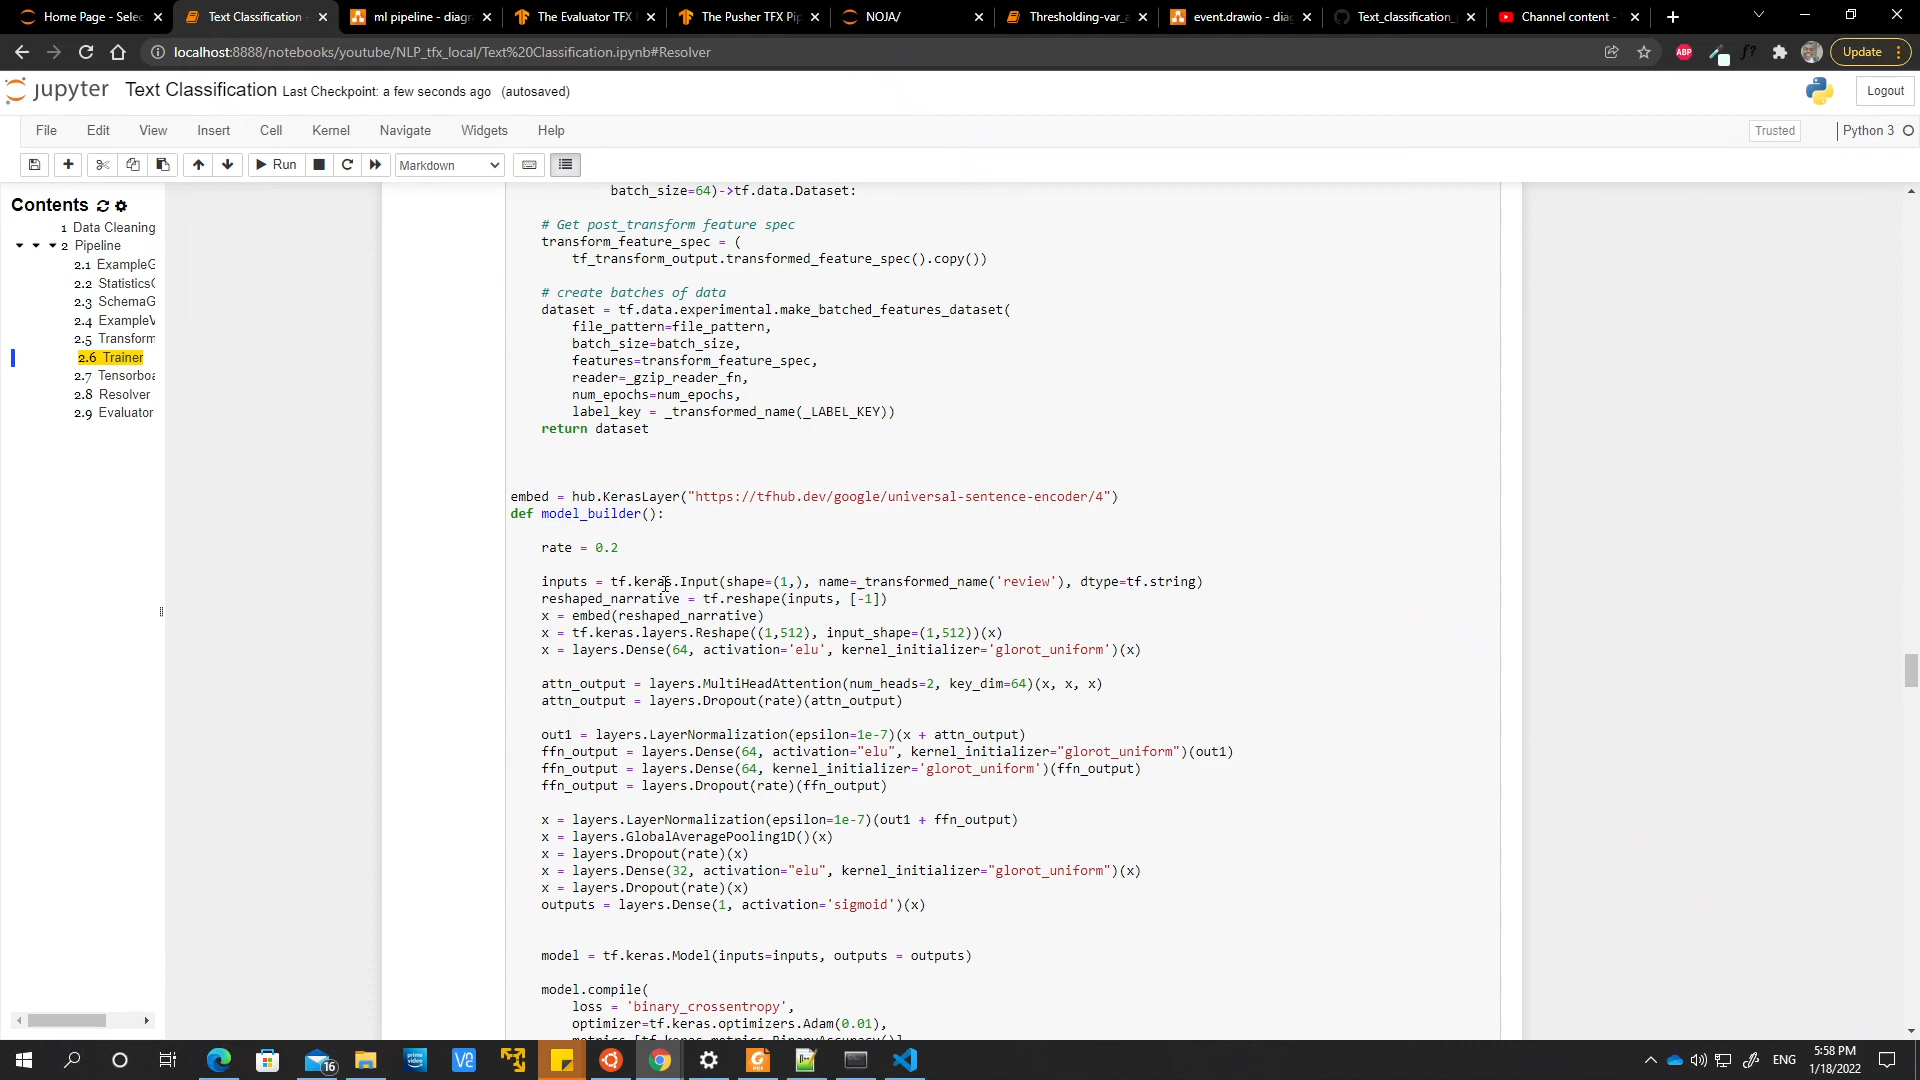 Home Page - Selec
Text Classification -
ml pipeline - diagra
The Evaluator TFX
The Pusher TFX Pip
NOJA/
Thresholding-var_a
event.drawio - diag
Text_classification_
Channel content -
localhost:8888/notebooks/youtube/NLP_tfx_local/Text%20Classification.ipynb#Resolver
ABP
f?
Update
jupyter Text Classification Last Checkpoint: a few seconds ago (autosaved)
Logout
File Edit View Insert Cell Kernel Navigate Widgets Help
Trusted
Python 3
Run
Markdown
Contents
1 Data Cleaning
2 Pipeline
2.1 ExampleG
2.2 StatisticsG
2.3 SchemaG
2.4 ExampleV
2.5 Transform
2.6 Trainer
2.7 Tensorboa
2.8 Resolver
2.9 Evaluator
batch_size=64)->tf.data.Dataset:
# Get post_transform feature spec
transform_feature_spec = (
tf_transform_output.transformed_feature_spec().copy())
# create batches of data
dataset = tf.data.experimental.make_batched_features_dataset(
file_pattern=file_pattern,
batch_size=batch_size,
features=transform_feature_spec,
reader=_gzip_reader_fn,
num_epochs=num_epochs,
label_key = _transformed_name(_LABEL_KEY))
return dataset
embed = hub.KerasLayer("https://tfhub.dev/google/universal-sentence-encoder/4")
def model_builder():
rate = 0.2
inputs = tf.keras.Input(shape=(1,), name=_transformed_name('review'), dtype=tf.string)
reshaped_narrative = tf.reshape(inputs, [-1])
x = embed(reshaped_narrative)
x = tf.keras.layers.Reshape((1,512), input_shape=(1,512))(x)
x = layers.Dense(64, activation='elu', kernel_initializer='glorot_uniform')(x)
attn_output = layers.MultiHeadAttention(num_heads=2, key_dim=64)(x, x, x)
attn_output = layers.Dropout(rate)(attn_output)
out1 = layers.LayerNormalization(epsilon=1e-7)(x + attn_output)
ffn_output = layers.Dense(64, activation="elu", kernel_initializer="glorot_uniform")(out1)
ffn_output = layers.Dense(64, kernel_initializer='glorot_uniform')(ffn_output)
ffn_output = layers.Dropout(rate)(ffn_output)
x = layers.LayerNormalization(epsilon=1e-7)(out1 + ffn_output)
x = layers.GlobalAveragePooling1D()(x)
x = layers.Dropout(rate)(x)
x = layers.Dense(32, activation="elu", kernel_initializer="glorot_uniform")(x)
x = layers.Dropout(rate)(x)
outputs = layers.Dense(1, activation='sigmoid')(x)
model = tf.keras.Model(inputs=inputs, outputs = outputs)
model.compile(
loss = 'binary_crossentropy',
optimizer=tf.keras.optimizers.Adam(0.01),
metrics=[tf.keras.metrics.BinaryAccuracy()]
16
ENG
5:58 PM
1/18/2022